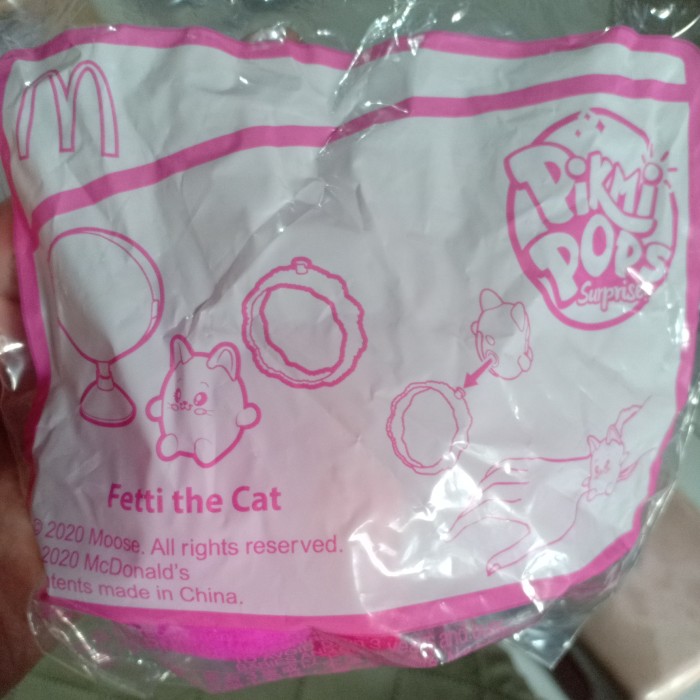 M
PiKMi
POPS
Surprise
Fetti the Cat
© 2020 Moose. All rights reserved.
2020 McDonald's
tents made in China.